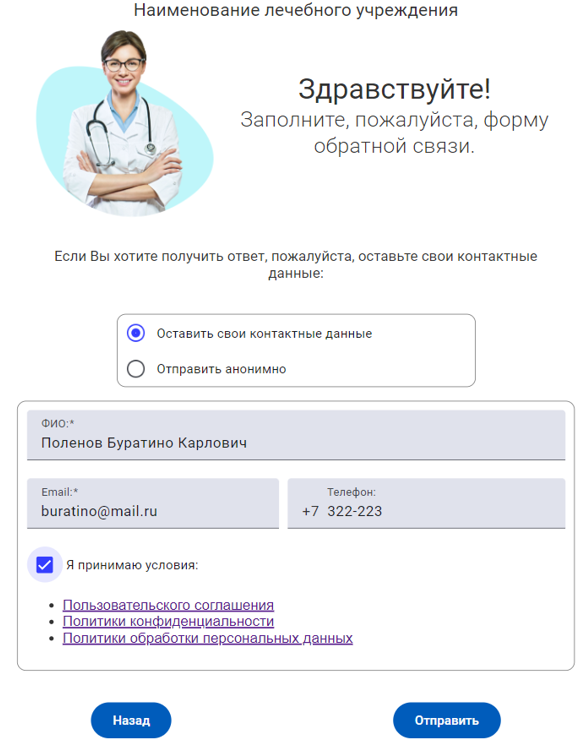 Наименование лечебного учреждения
Здравствуйте!
Заполните, пожалуйста, форму
обратной связи.
Если Вы хотите получить ответ, пожалуйста, оставьте свои контактные
данные:
Оставить свои контактные данные
Отправить анонимно
ФИО:*
Поленов Буратино Карлович
Email:*
buratino@mail.ru
Телефон:
+7 322-223
Я принимаю условия:
Пользовательского соглашения
Политики конфиденциальности
Политики обработки персональных данных
Назад
Отправить